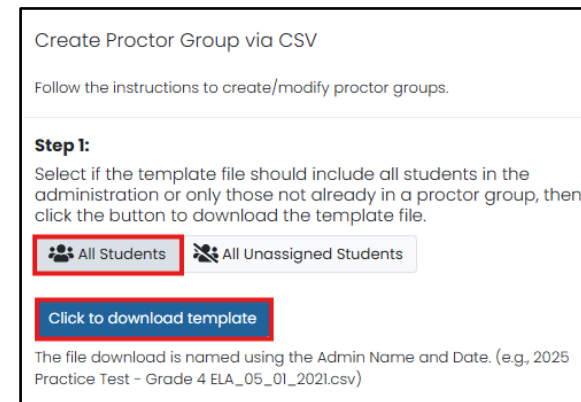 Create Proctor Group via CSV
Follow the instructions to create/modify proctor groups.
Step 1:
Select if the template file should include all students in the
administration or only those not already in a proctor group, then
click the button to download the template file.
All Students All Unassigned Students
Click to download template
The file download is named using the Admin Name and Date. (e.g., 2025
Practice Test - Grade 4 ELA_05_01_2021.csv)